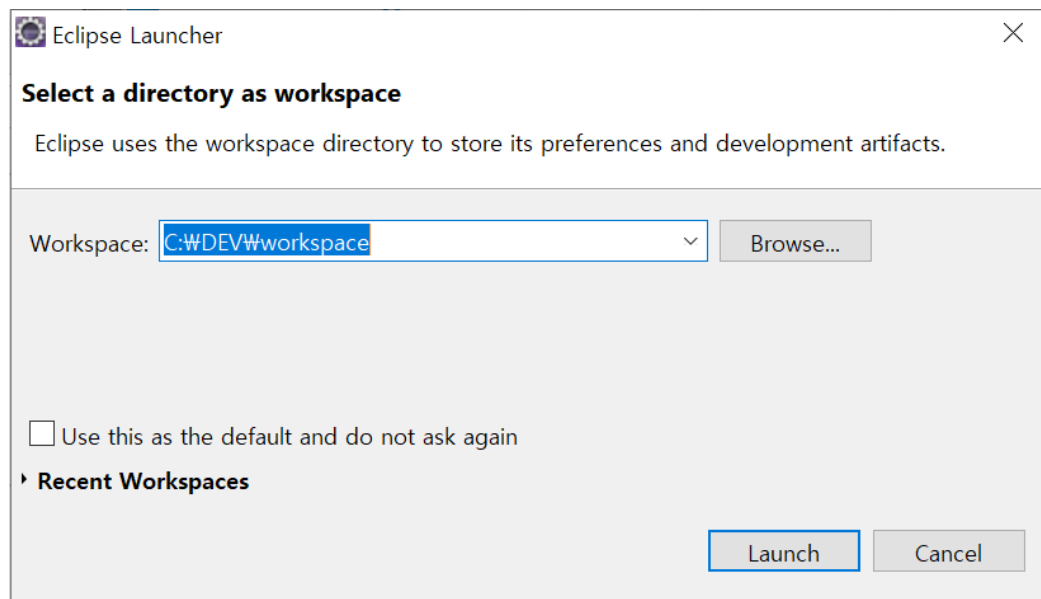 Eclipse Launcher
Select a directory as workspace
Eclipse uses the workspace directory to store its preferences and development artifacts.
Workspace: C:₩DEV₩workspace Browse...
Use this as the default and do not ask again
Recent Workspaces
Launch Cancel